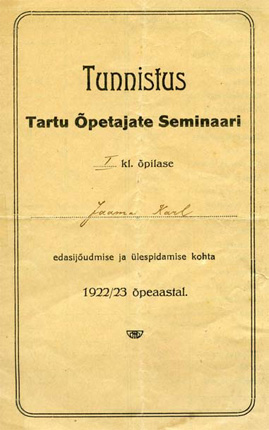 Tunnistus
Tartu Õpetajate Seminaari
I kl. õpilase
Jaama Karl
edasijõudmise ja ülespidamise kohta
1922/23 õpeaastal.